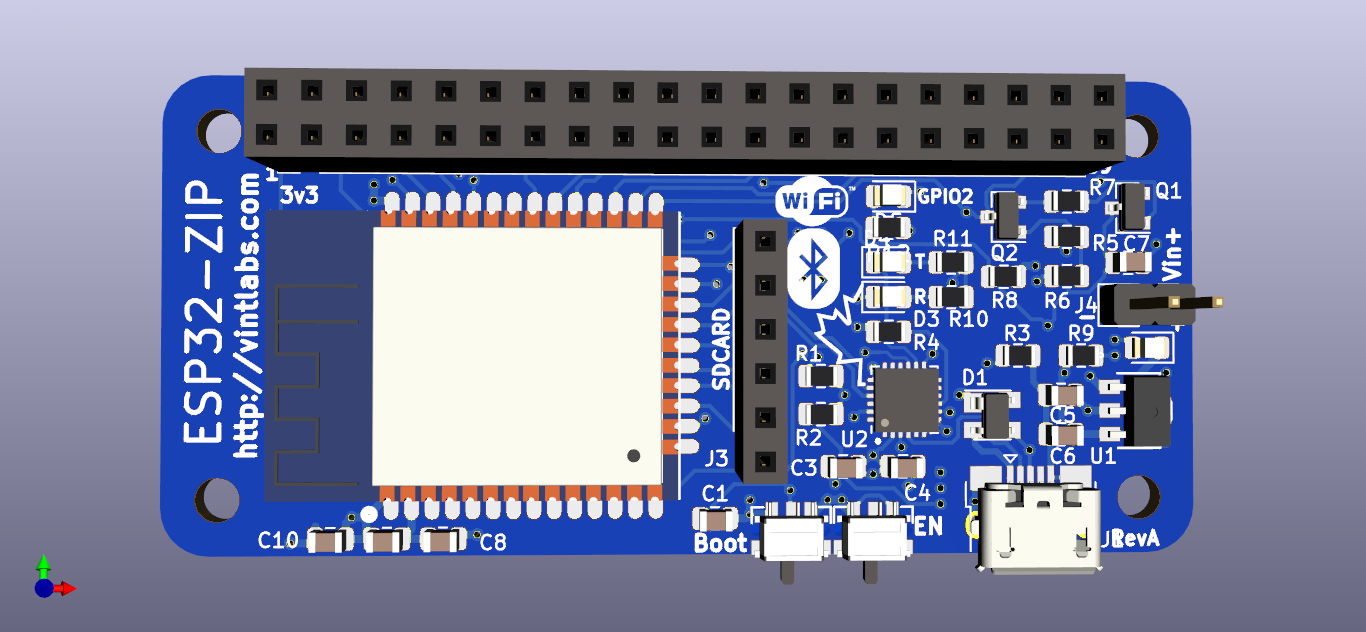 ESP32-ZIP
http://vintlabs.com
1
3v3
WiFi™
GPIO2
R7
Q1
R11
Q2
R5
C7
Vin+
T
R
R8
R6
J4
D3
R10
R4
R3
R9
R1
SDCARD
D1
R2
U2
C5
J3
C3
C4
C6
U1
C1
C10
C8
Boot
EN
RevA